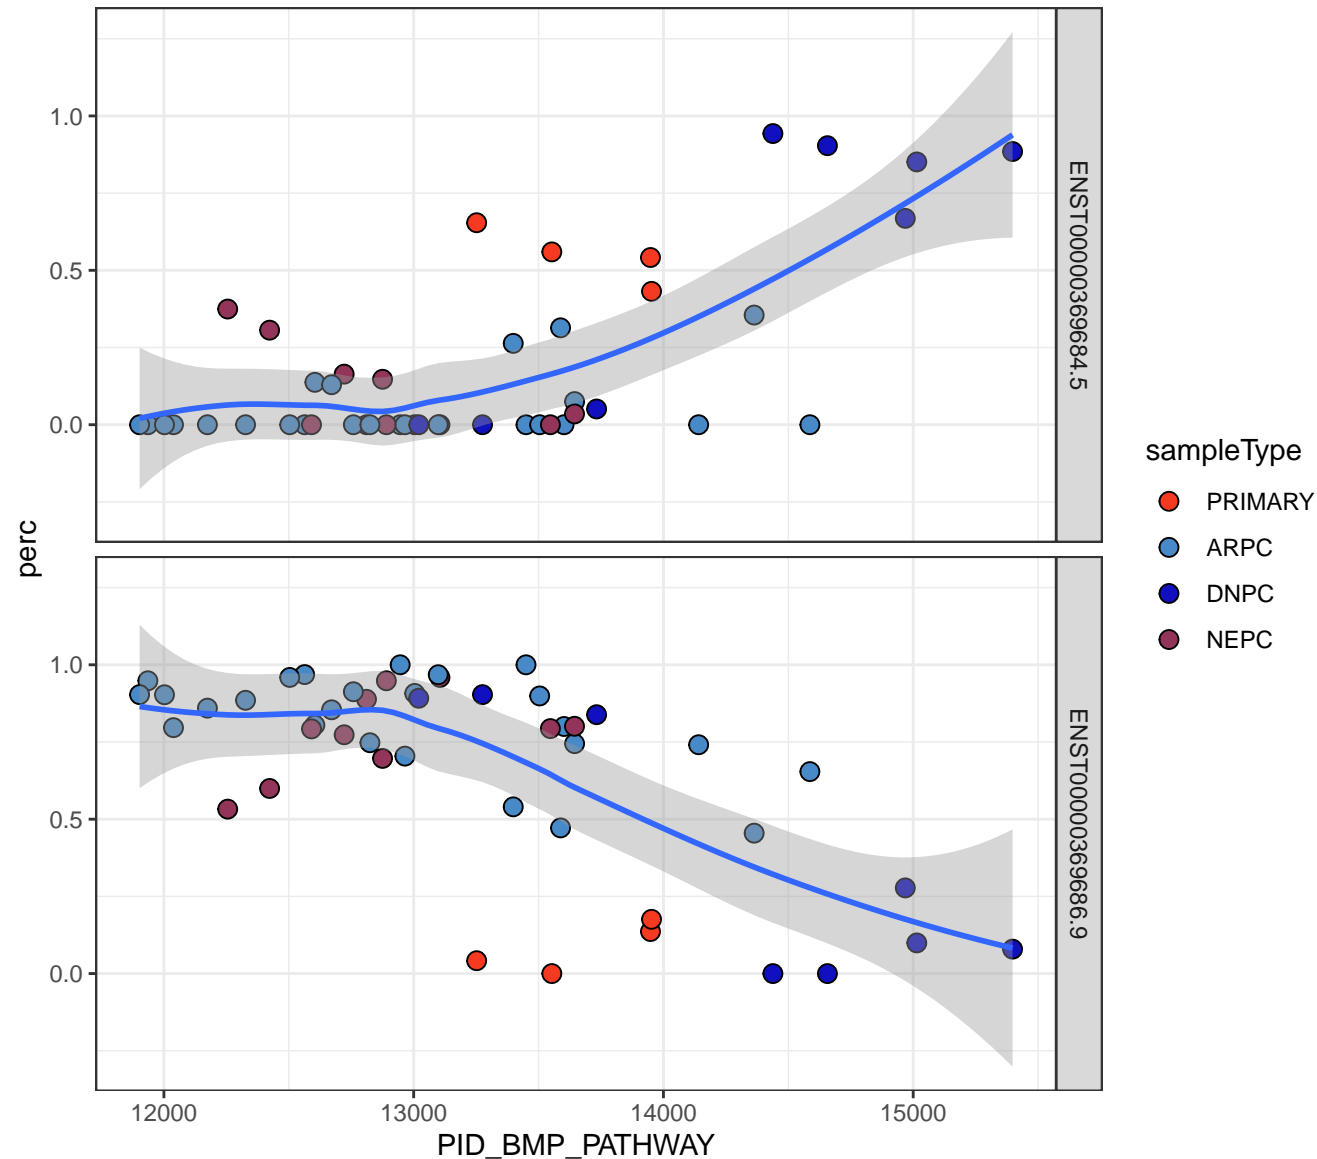 1.0
0.5
0.0
ENST00000369684.5
1.0
0.5
0.0
ENST00000369686.9
perc
12000 13000 14000 15000
PID_BMP_PATHWAY
sampleType
PRIMARY
ARPC
DNPC
NEPC